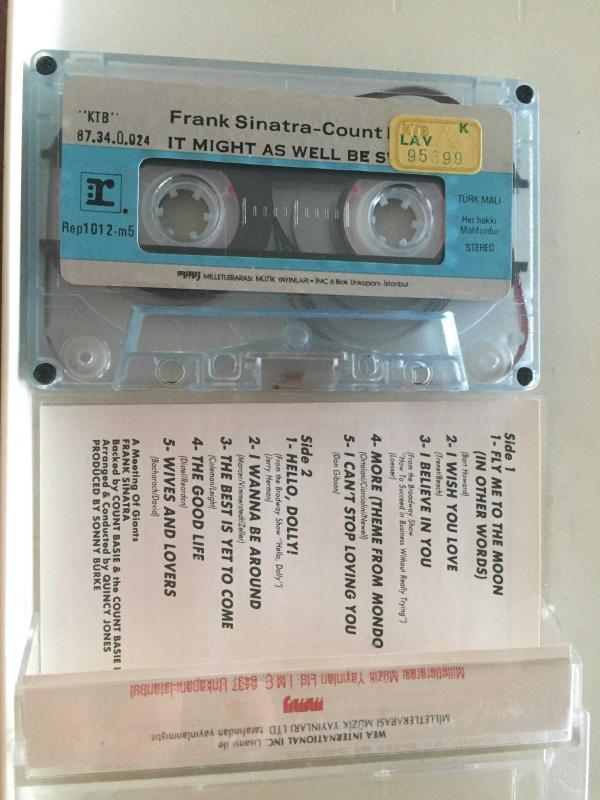 "KTB"
87.34.Ü.024
Frank Sinatra-Count
IT MIGHT AS WELL BE
K
LAV
95399
r.
Rep1012-m5
TÜRK MALI
Her hakkı
Mahfuzdur
STEREO
MİLLETLERARASI MÜZİK YAYINLARI • İMC 6.Blok Unkapanı-İstanbul
Side 1
1- FLY ME TO THE MOON
(IN OTHER WORDS)
(Bart Howard)
2- I WISH YOU LOVE
(Trenet/Beach)
3- I BELIEVE IN YOU
(From the Broadway Show
"How To Succeed in Business Without Really Trying")
(Loesser)
4- MORE (THEME FROM MONDO
(Ortolani/Ciorciolini/Newell)
5- I CAN'T STOP LOVING YOU
(Don Gibson)
Side 2
1- HELLO, DOLLY!
(From the Broadway Show "Hello, Dolly")
(Jerry Herman)
2- I WANNA BE AROUND
(Mercer/Vimmerstedt/Zeller)
3- THE BEST IS YET TO COME
(Coleman/Leight)
4- THE GOOD LIFE
(Distel/Reardon)
5- WIVES AND LOVERS
(Bacharach/David)
A Meeting Of Giants
FRANK SINATRA
Backed by COUNT BASIE & the COUNT BASIE
Arranged & Conducted by QUINCY JONES
PRODUCED BY SONNY BURKE
WEA INTERNATIONAL INC. Lisansı ile
MİLLETLERARASI MÜZİK YAYINLARI LTD. tarafından yayınlanmıştır.
Milletlerarası Müzik Yayınları Ltd. İ.M.Ç. 6437 Unkapanı-İstanbul